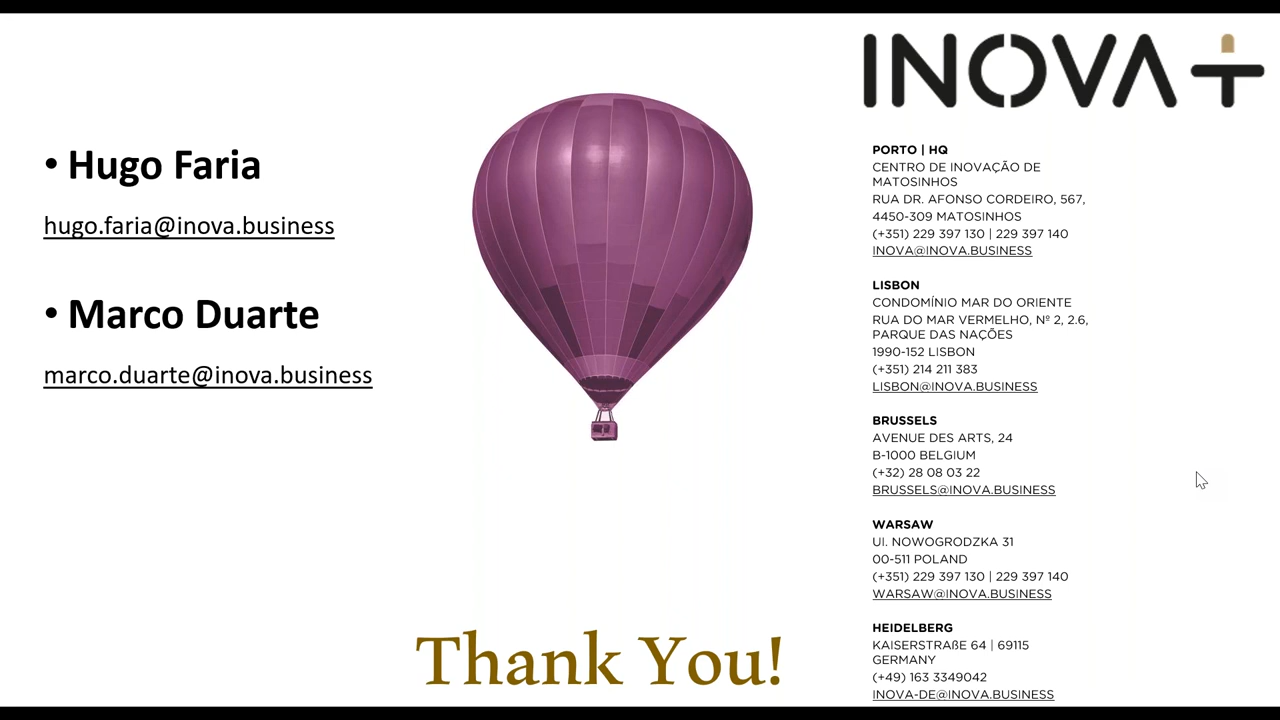 • Hugo Faria
hugo.faria@inova.business
• Marco Duarte
marco.duarte@inova.business
Thank You!
INOVA+
PORTO | HQ
CENTRO DE INOVAÇÃO DE
MATOSINHOS
RUA DR. AFONSO CORDEIRO, 567,
4450-309 MATOSINHOS
(+351) 229 397 130 | 229 397 140
INOVA@INOVA.BUSINESS
LISBON
CONDOMÍNIO MAR DO ORIENTE
RUA DO MAR VERMELHO, Nº 2, 2.6,
PARQUE DAS NAÇÕES
1990-152 LISBON
(+351) 214 211 383
LISBON@INOVA.BUSINESS
BRUSSELS
AVENUE DES ARTS, 24
B-1000 BELGIUM
(+32) 28 08 03 22
BRUSSELS@INOVA.BUSINESS
WARSAW
Ul. NOWOGRODZKA 31
00-511 POLAND
(+351) 229 397 130 | 229 397 140
WARSAW@INOVA.BUSINESS
HEIDELBERG
KAISERSTRAßE 64 | 69115
GERMANY
(+49) 163 3349042
INOVA-DE@INOVA.BUSINESS